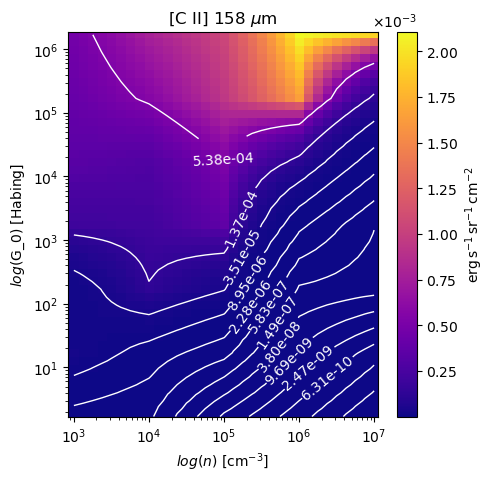 [C II] 158 μm
×10⁻³
10⁶
10⁵
10⁴
10³
10²
10¹
log(G_0) [Habing]
5.38e-04
1.37e-04
3.51e-05
8.95e-06
2.28e-06
5.83e-07
1.49e-07
3.80e-08
9.69e-09
2.47e-09
6.31e-10
10³ 10⁴ 10⁵ 10⁶ 10⁷
log(n) [cm⁻³]
2.00
1.75
1.50
1.25
1.00
0.75
0.50
0.25
erg s⁻¹ sr⁻¹ cm⁻²